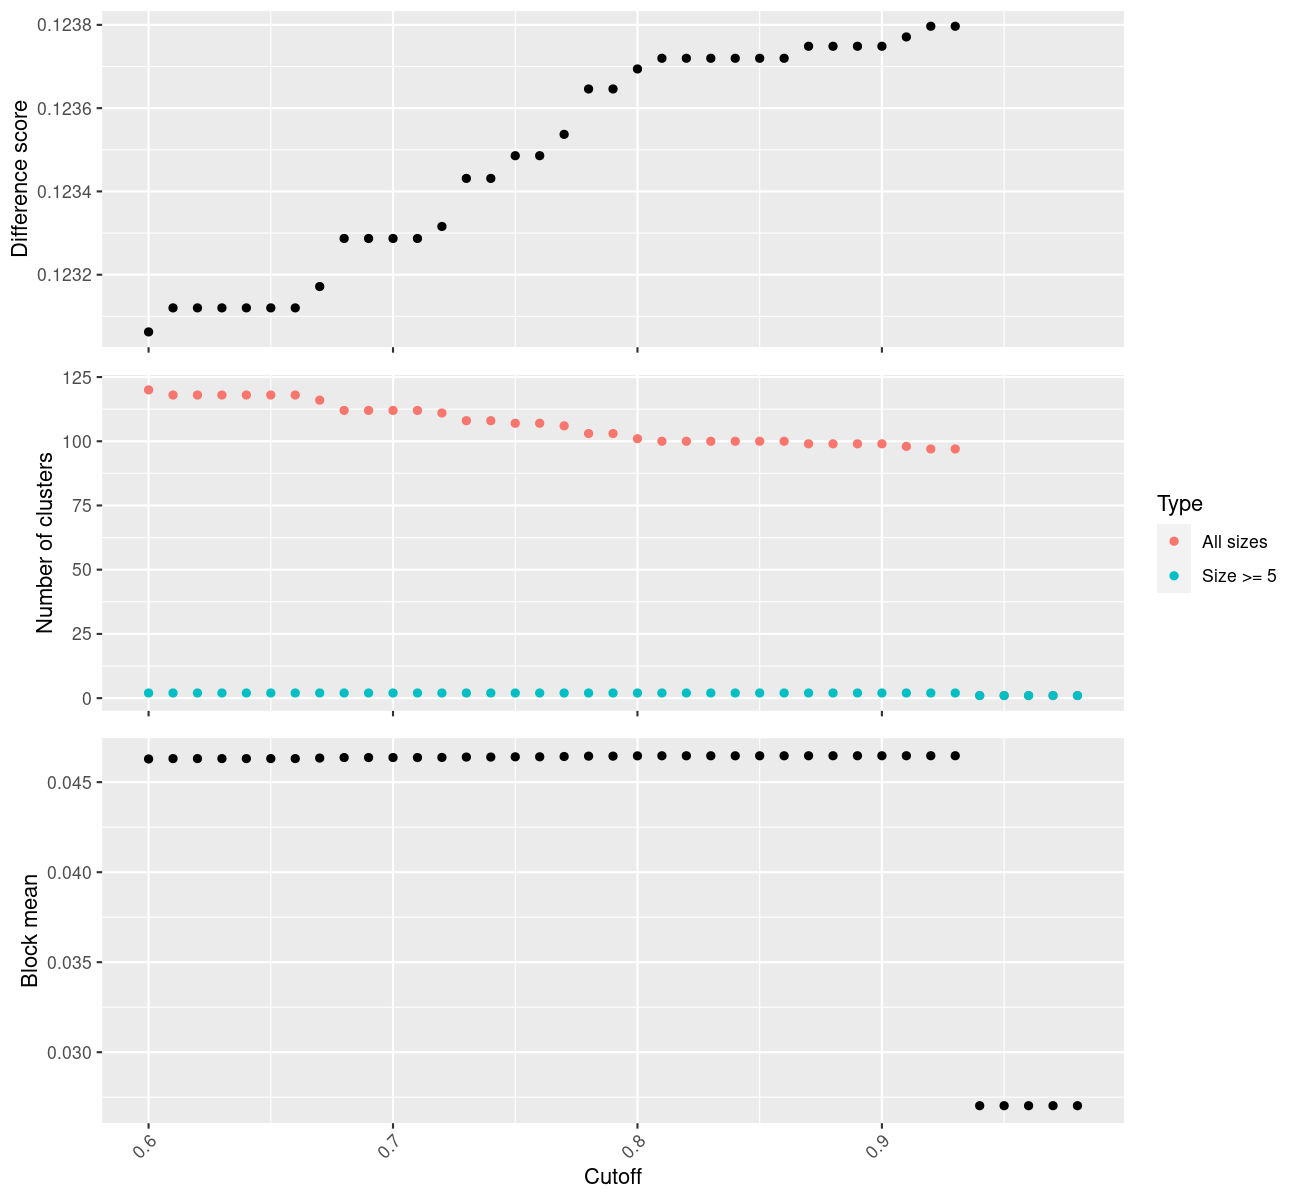 Difference score
0.1238
0.1236
0.1234
0.1232
Number of clusters
125
100
75
50
25
0
Type
All sizes
Size >= 5
Block mean
0.045
0.040
0.035
0.030
0.6
0.7
0.8
0.9
Cutoff